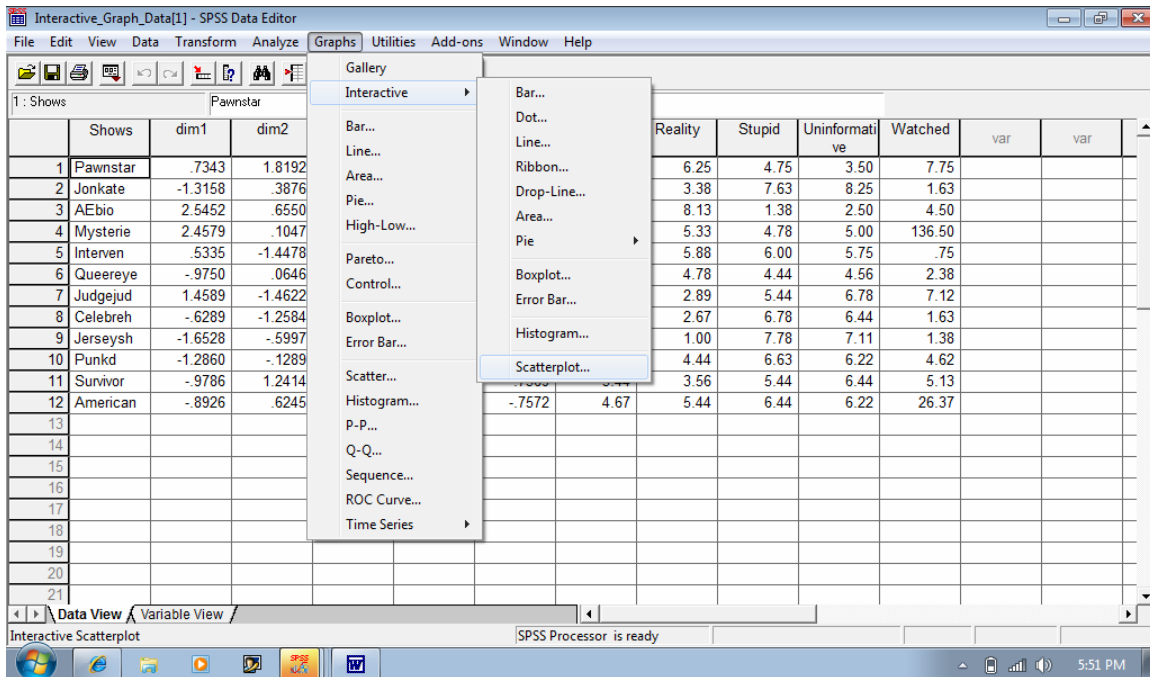 Interactive_Graph_Data[1] - SPSS Data Editor
File Edit View Data Transform Analyze Graphs Utilities Add-ons Window Help
1 : Shows Pawnstar
Shows dim1 dim2 Reality Stupid Uninformati ve Watched var var
1 Pawnstar .7343 1.8192 6.25 4.75 3.50 7.75
2 Jonkate -1.3158 .3876 3.38 7.63 8.25 1.63
3 AEbio 2.5452 .6550 8.13 1.38 2.50 4.50
4 Mysterie 2.4579 .1047 5.33 4.78 5.00 136.50
5 Interven .5335 -1.4478 5.88 6.00 5.75 .75
6 Queereye -.9750 .0646 4.78 4.44 4.56 2.38
7 Judgejud 1.4589 -1.4622 2.89 5.44 6.78 7.12
8 Celebreh -.6289 -1.2584 2.67 6.78 6.44 1.63
9 Jerseysh -1.6528 -.5997 1.00 7.78 7.11 1.38
10 Punkd -1.2860 -.1289 4.44 6.63 6.22 4.62
11 Survivor -.9786 1.2414 3.56 5.44 6.44 5.13
12 American -.8926 .6245 -.7572 4.67 5.44 6.44 6.22 26.37
13
14
15
16
17
18
19
20
21
Gallery
Interactive
Bar...
Line...
Area...
Pie...
High-Low...
Pareto...
Control...
Boxplot...
Error Bar...
Scatter...
Histogram...
P-P...
Q-Q...
Sequence...
ROC Curve...
Time Series
Bar...
Dot...
Line...
Ribbon...
Drop-Line...
Area...
Pie
Boxplot...
Error Bar...
Histogram...
Scatterplot...
Data View Variable View
Interactive Scatterplot SPSS Processor is ready
5:51 PM